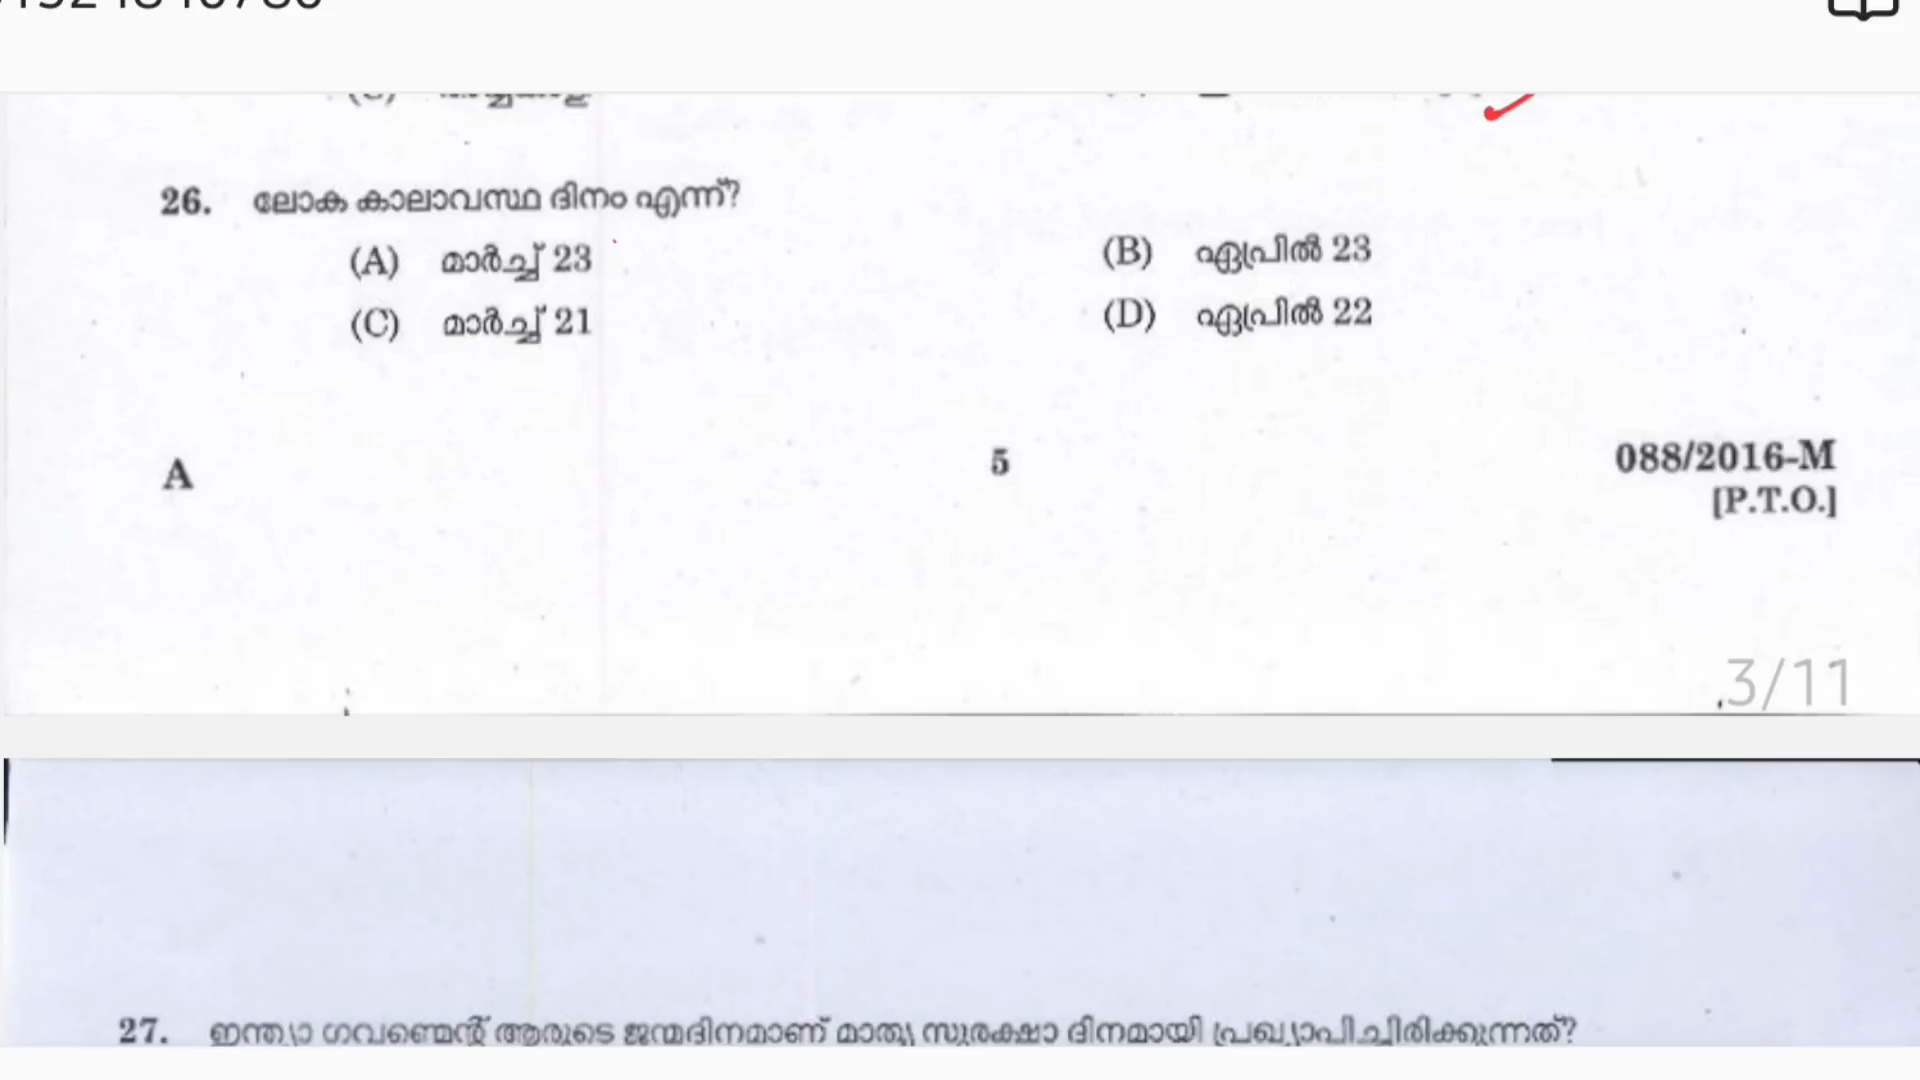 26. ലോക കാലാവസ്ഥ ദിനം എന്ന്?
(A) മാർച്ച് 23 (B) ഏപ്രിൽ 23
(C) മാർച്ച് 21 (D) ഏപ്രിൽ 22
A 5 088/2016-M
[P.T.O.]
3/11
27. ഇന്ത്യാ ഗവണ്മെന്റ് ആരുടെ ജന്മദിനമാണ് മാതൃ സുരക്ഷാ ദിനമായി പ്രഖ്യാപിച്ചിരിക്കുന്നത്?